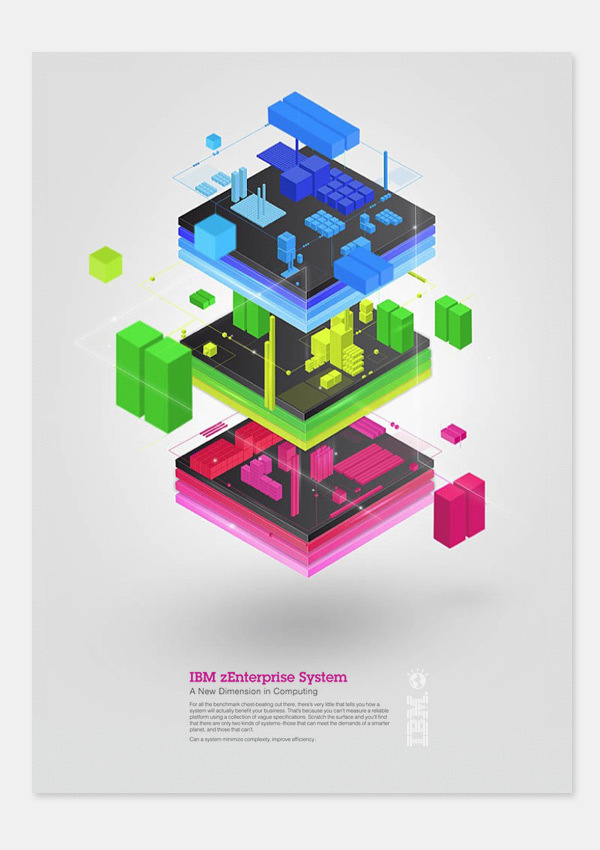 IBM zEnterprise System
A New Dimension in Computing
For all the benchmark chest-beating out there, there's very little that tells you how a
system will actually benefit your business. That's because you can't measure a reliable
platform using a collection of vague specifications. Scratch the surface and you'll find
that there are only two kinds of systems–those that can meet the demands of a smarter
planet, and those that can't.
Can a system minimize complexity, improve efficiency.
IBM.